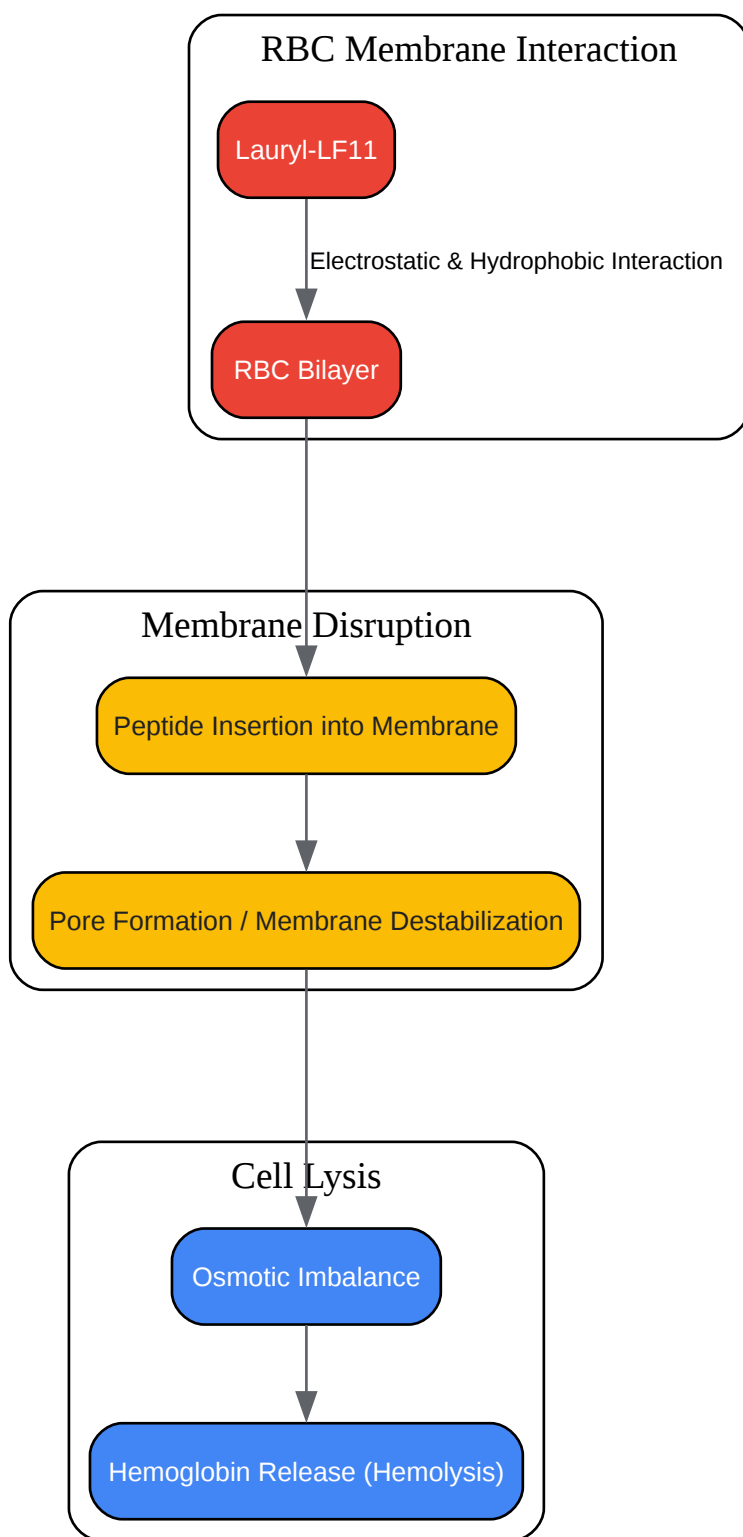 RBC Membrane Interaction
Lauryl-LF11
Electrostatic & Hydrophobic Interaction
RBC Bilayer
Membrane Disruption
Peptide Insertion into Membrane
Pore Formation / Membrane Destabilization
Cell Lysis
Osmotic Imbalance
Hemoglobin Release (Hemolysis)